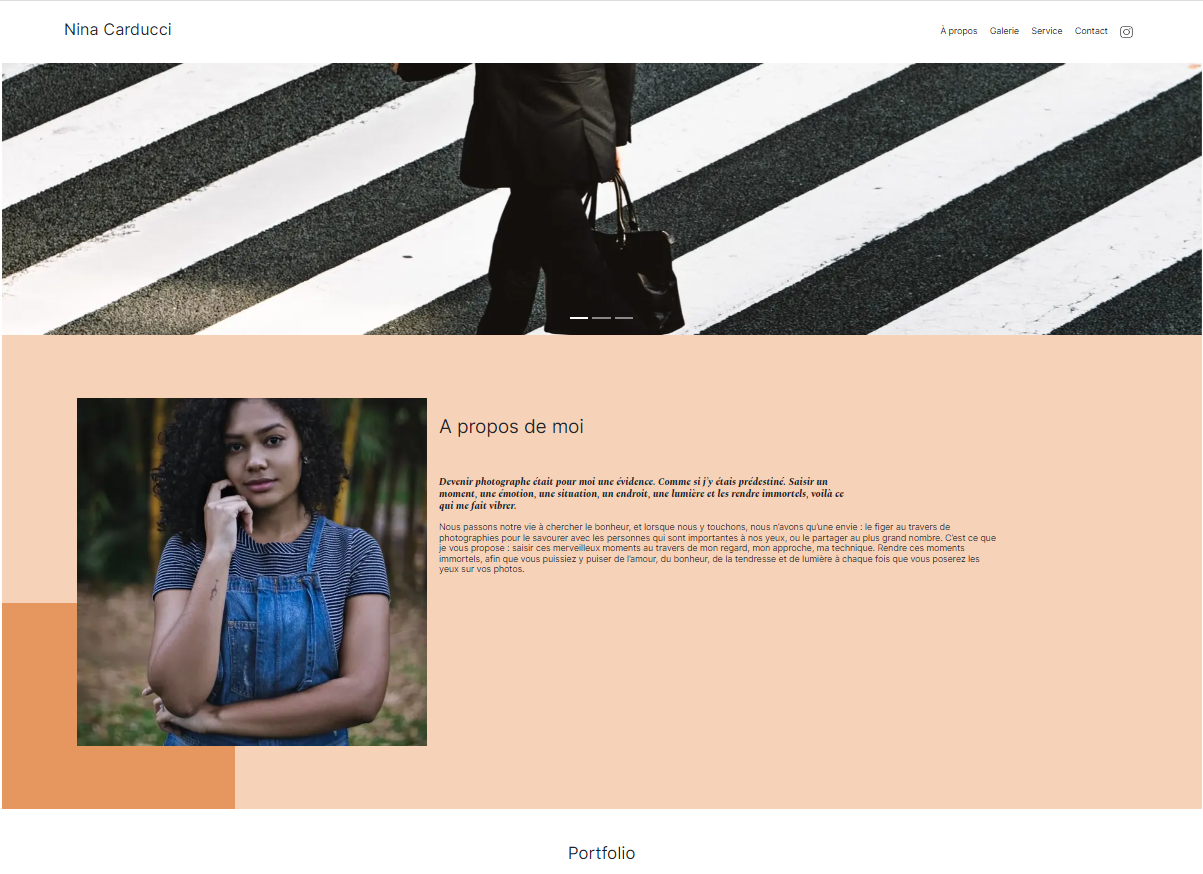 Nina Carducci
À propos Galerie Service Contact
A propos de moi
Devenir photographe était pour moi une évidence. Comme si j'y étais prédestiné. Saisir un
moment, une émotion, une situation, un endroit, une lumière et les rendre immortels, voilà ce
qui me fait vibrer.
Nous passons notre vie à chercher le bonheur, et lorsque nous y touchons, nous n'avons qu'une envie : le figer au travers de
photographies pour le savourer avec les personnes qui sont importantes à nos yeux, ou le partager au plus grand nombre. C'est ce que
je vous propose : saisir ces merveilleux moments au travers de mon regard, mon approche, ma technique. Rendre ces moments
immortels, afin que vous puissiez y puiser de l'amour, du bonheur, de la tendresse et de lumière à chaque fois que vous poserez les
yeux sur vos photos.
Portfolio